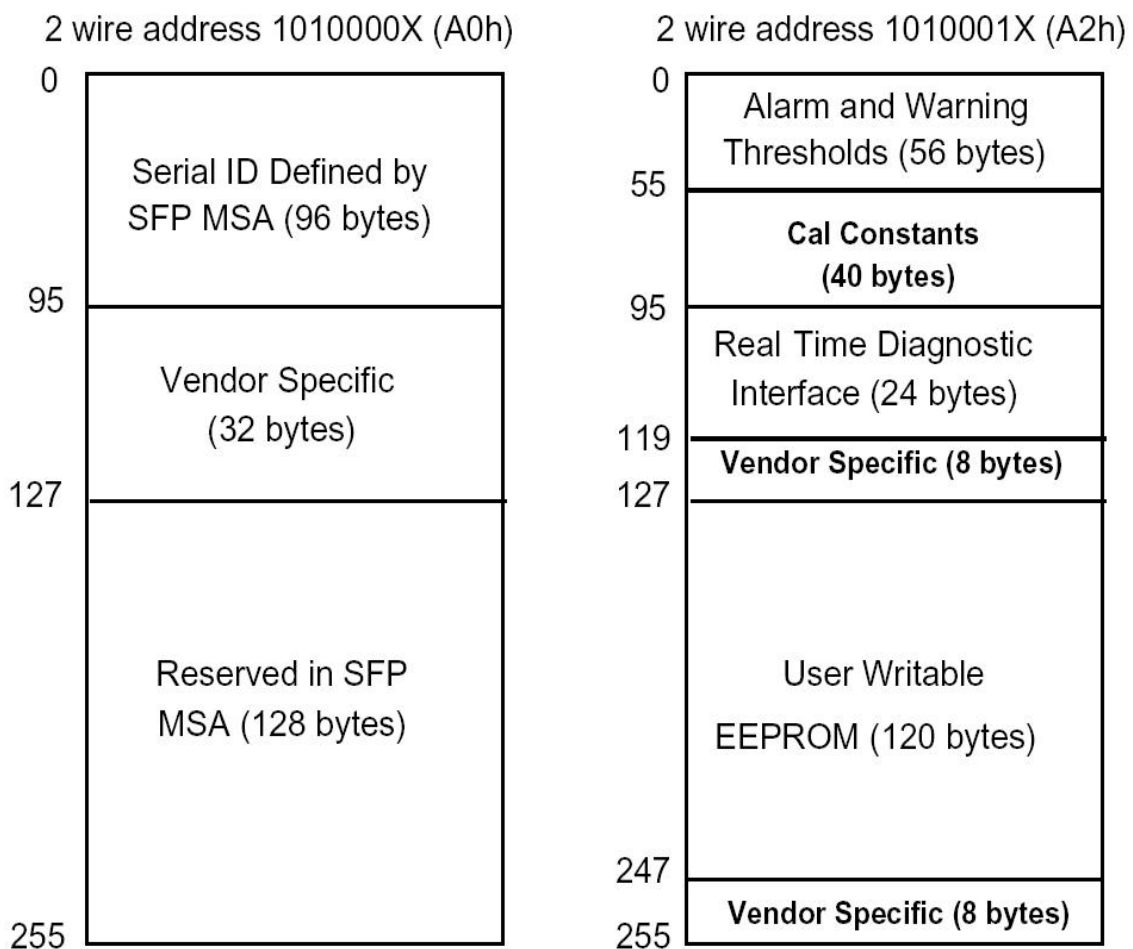 2 wire address 1010000X (A0h)
0
Serial ID Defined by
SFP MSA (96 bytes)
95
Vendor Specific
(32 bytes)
127
Reserved in SFP
MSA (128 bytes)
255
2 wire address 1010001X (A2h)
0
Alarm and Warning
Thresholds (56 bytes)
55
Cal Constants
(40 bytes)
95
Real Time Diagnostic
Interface (24 bytes)
119
Vendor Specific (8 bytes)
127
User Writable
EEPROM (120 bytes)
247
Vendor Specific (8 bytes)
255